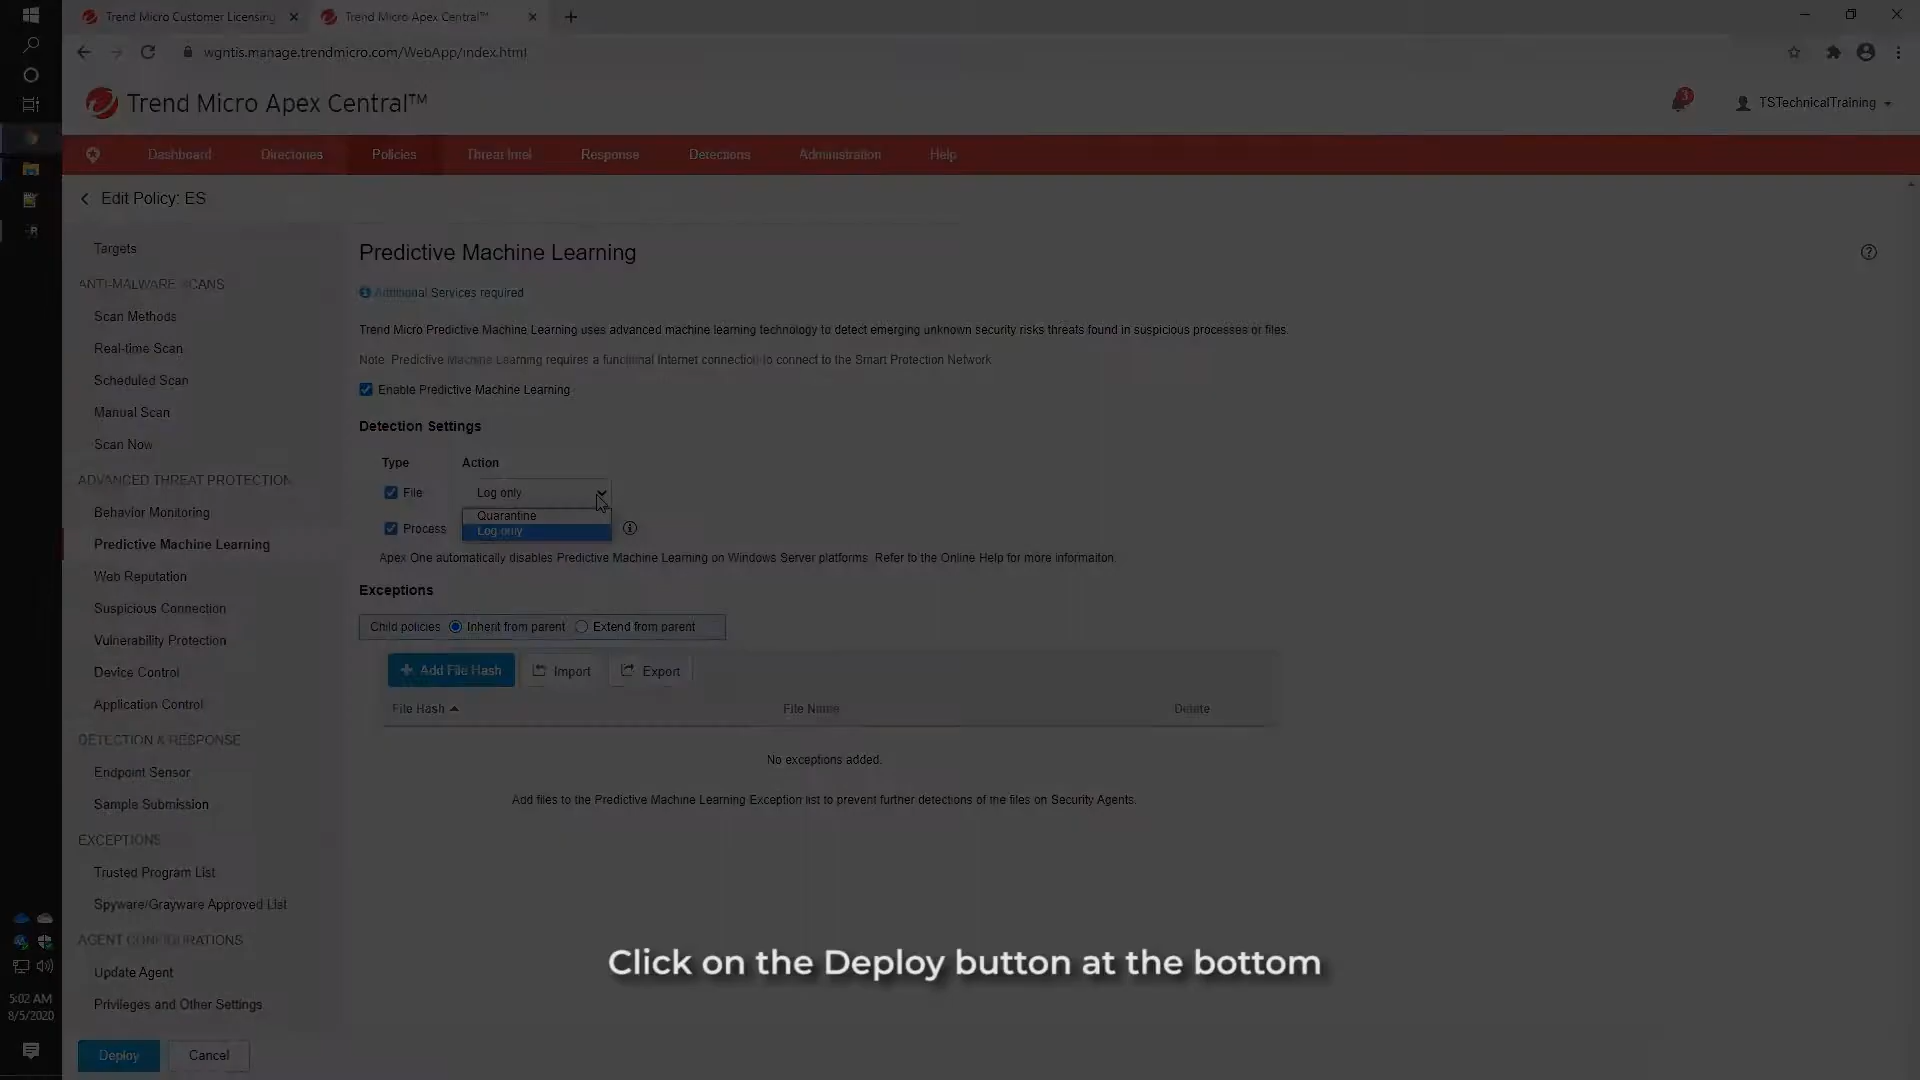 Trend Micro Customer Licensing
Trend Micro Apex Central™
wgntis.manage.trendmicro.com/WebApp/index.html
Trend Micro Apex Central™
3
TSTechnicalTraining
Dashboard
Directories
Policies
Threat Intel
Response
Detections
Administration
Help
Edit Policy: ES
Targets
ANTI-MALWARE SCANS
Scan Methods
Real-time Scan
Scheduled Scan
Manual Scan
Scan Now
ADVANCED THREAT PROTECTION
Behavior Monitoring
Predictive Machine Learning
Web Reputation
Suspicious Connection
Vulnerability Protection
Device Control
Application Control
DETECTION & RESPONSE
Endpoint Sensor
Sample Submission
EXCEPTIONS
Trusted Program List
Spyware/Grayware Approved List
AGENT CONFIGURATIONS
Update Agent
Privileges and Other Settings
Deploy
Cancel
Predictive Machine Learning
Additional Services required
Trend Micro Predictive Machine Learning uses advanced machine learning technology to detect emerging unknown security risks threats found in suspicious processes or files.
Note: Predictive Machine Learning requires a functional Internet connection to connect to the Smart Protection Network.
Enable Predictive Machine Learning
Detection Settings
Type Action
File Log only
Quarantine
Process Log only
Apex One automatically disables Predictive Machine Learning on Windows Server platforms. Refer to the Online Help for more informaiton.
Exceptions
Child policies Inherit from parent Extend from parent
+ Add File Hash Import Export
File Hash File Name Delete
No exceptions added.
Add files to the Predictive Machine Learning Exception list to prevent further detections of the files on Security Agents.
Click on the Deploy button at the bottom
5:02 AM
8/5/2020